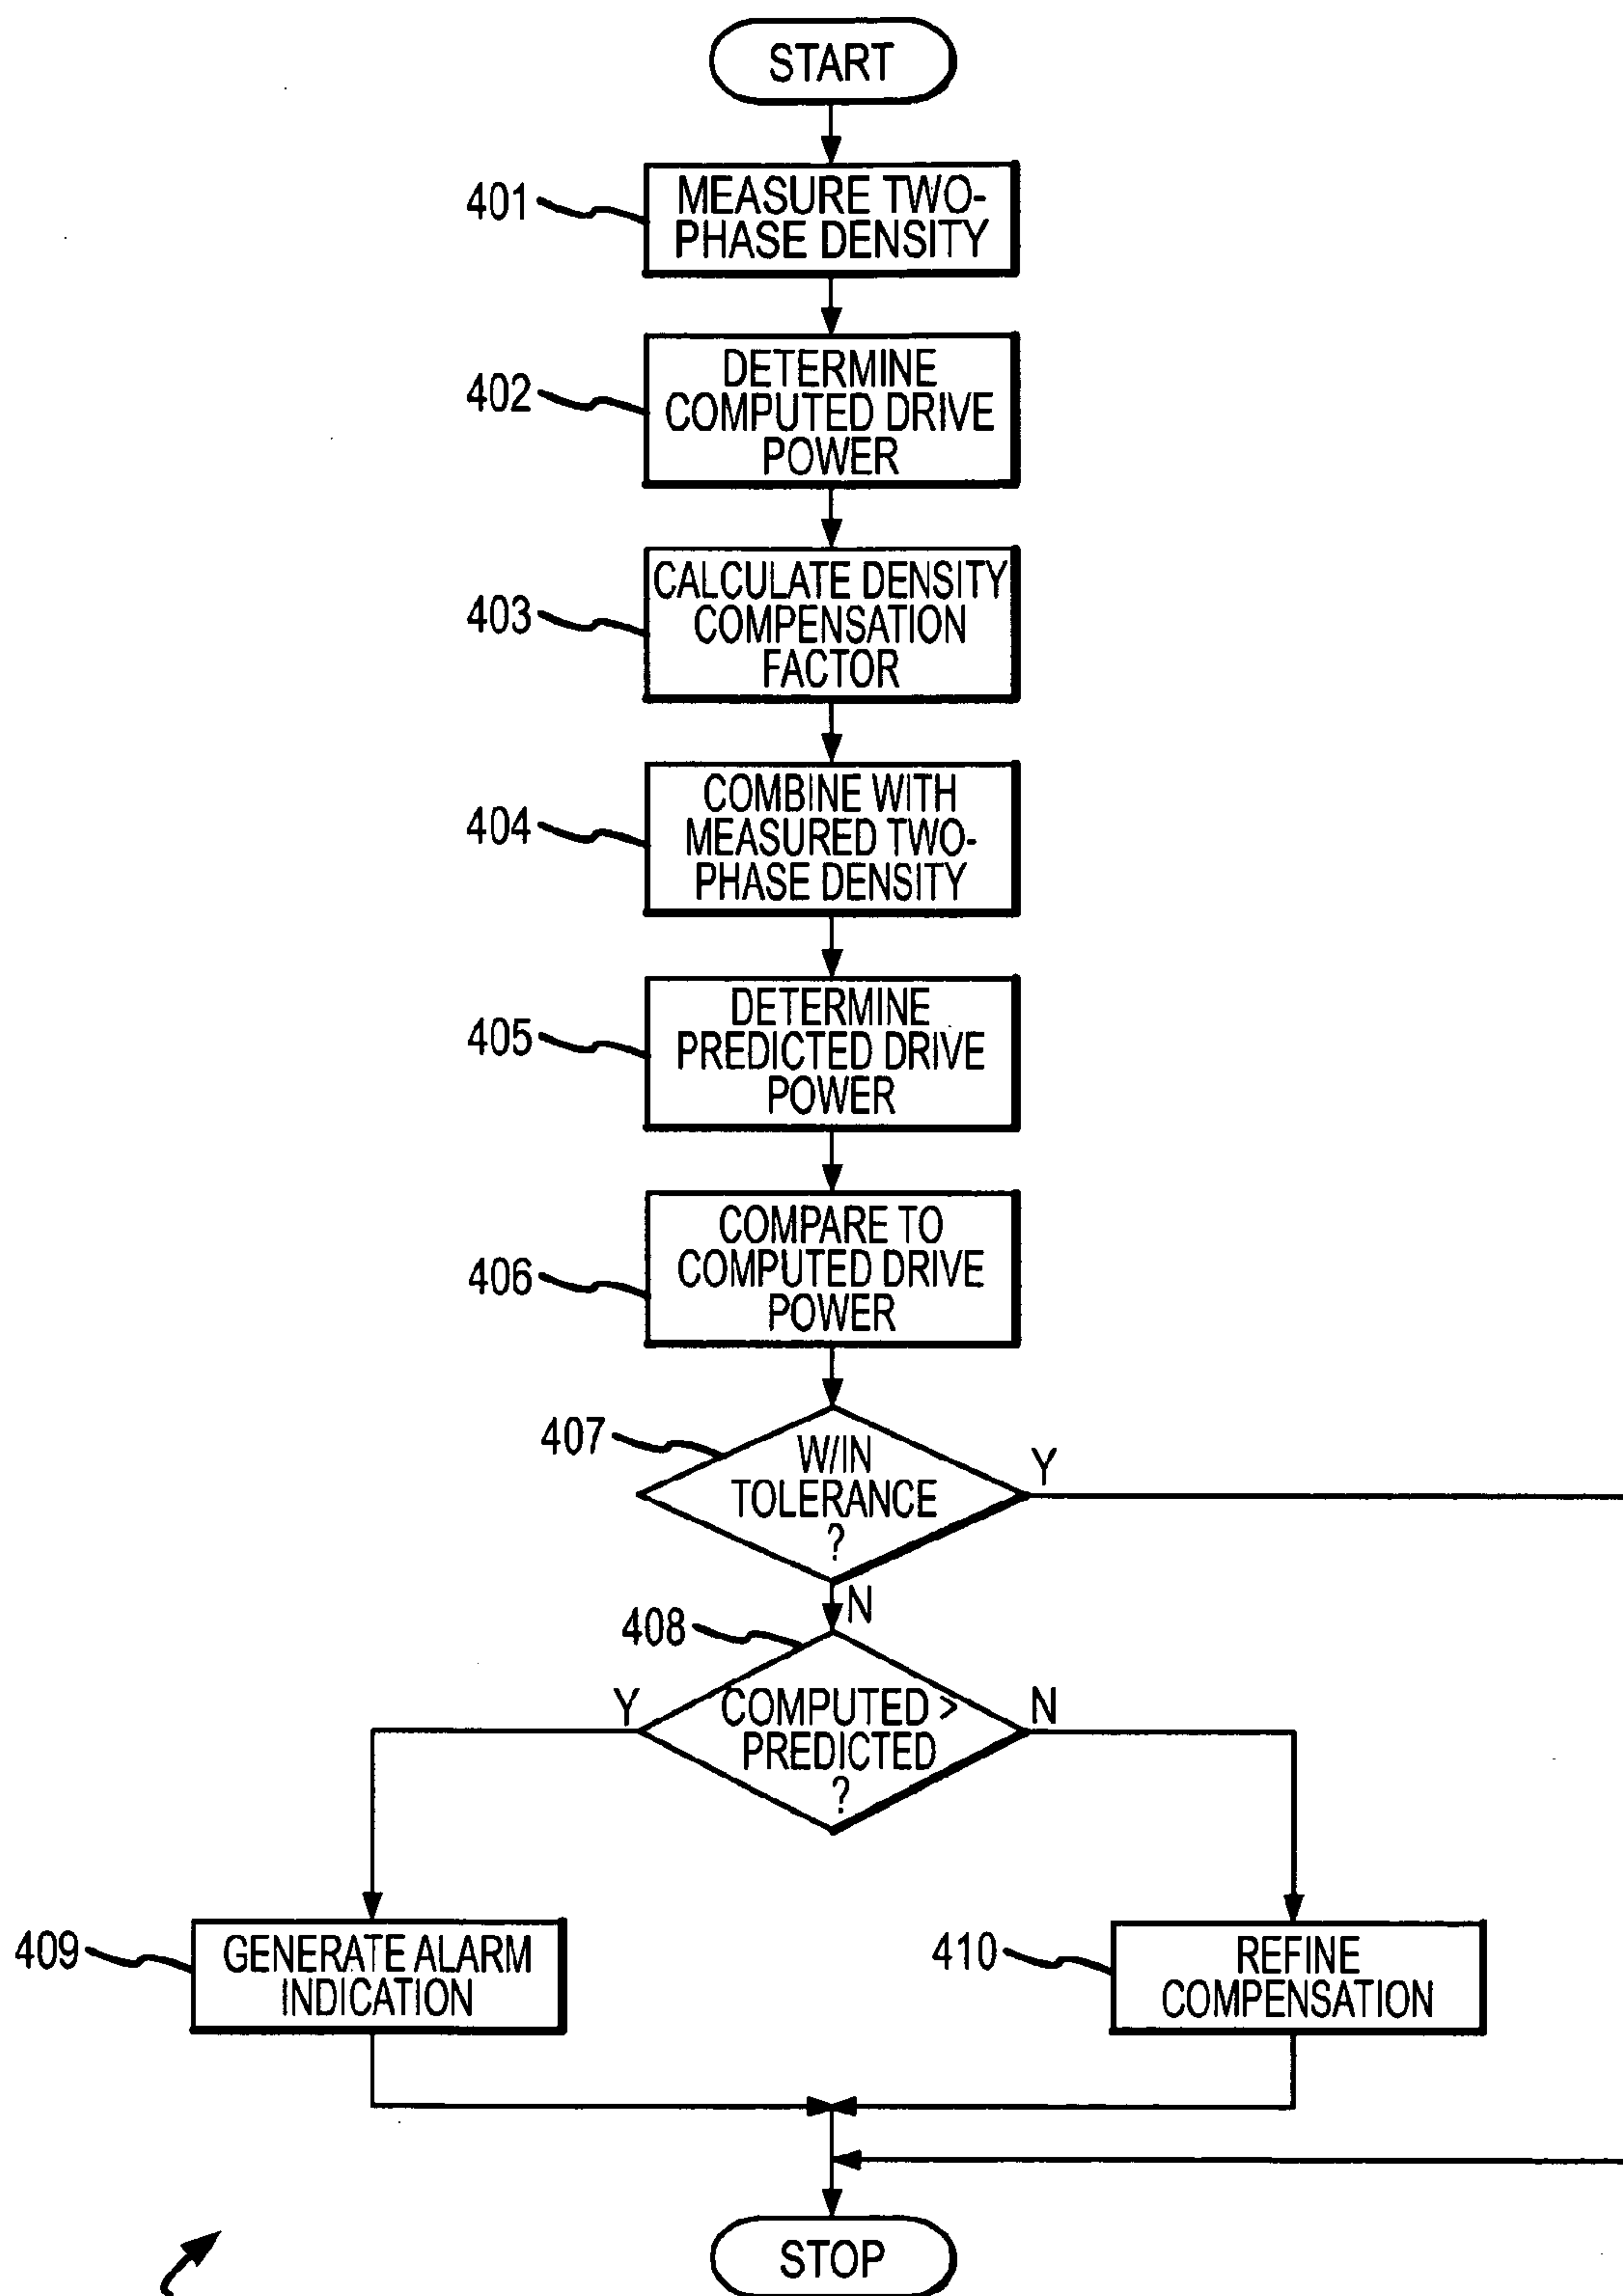 START
401
MEASURE TWO-
PHASE DENSITY
402
DETERMINE
COMPUTED DRIVE
POWER
403
CALCULATE DENSITY
COMPENSATION
FACTOR
404
COMBINE WITH
MEASURED TWO-
PHASE DENSITY
405
DETERMINE
PREDICTED DRIVE
POWER
406
COMPARE TO
COMPUTED DRIVE
POWER
407
W/IN
TOLERANCE
?
Y
N
408
COMPUTED >
PREDICTED
?
Y
N
409
GENERATE ALARM
INDICATION
410
REFINE
COMPENSATION
STOP